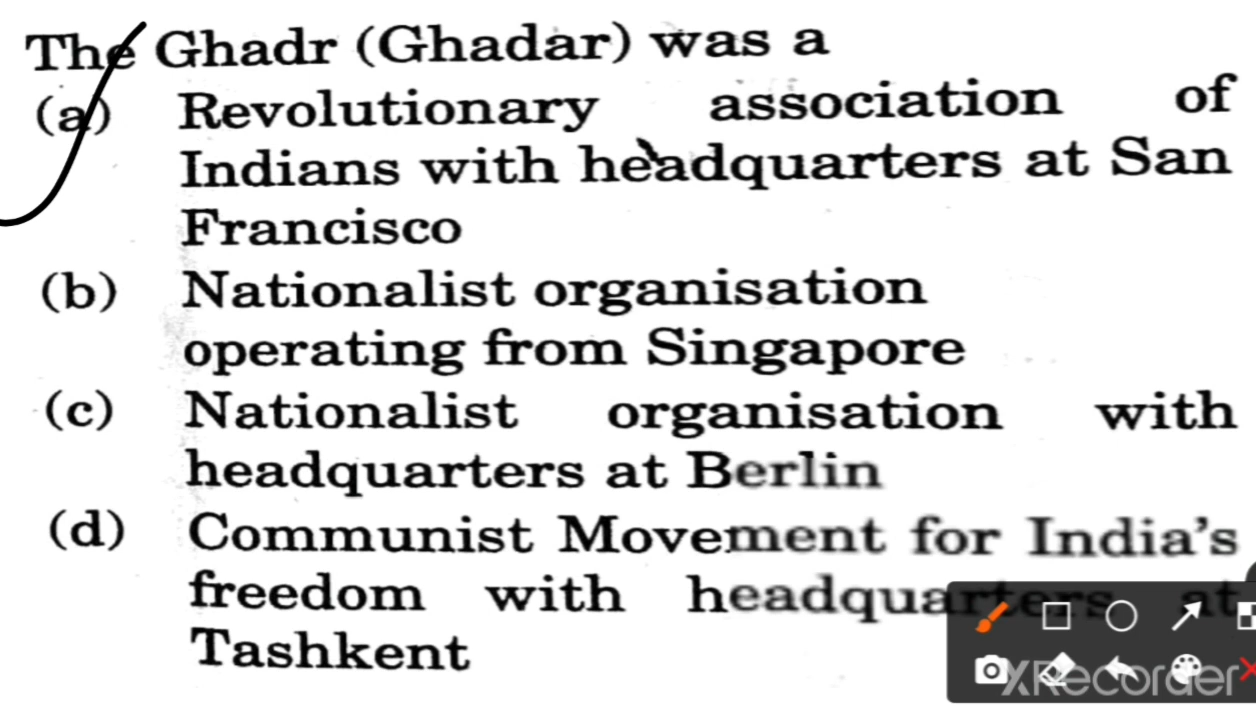 The Ghadr (Ghadar) was a
(a) Revolutionary association of
Indians with headquarters at San
Francisco
(b) Nationalist organisation
operating from Singapore
(c) Nationalist organisation with
headquarters at Berlin
(d) Communist Movement for India's
freedom with headquarters at
Tashkent
XRecorder